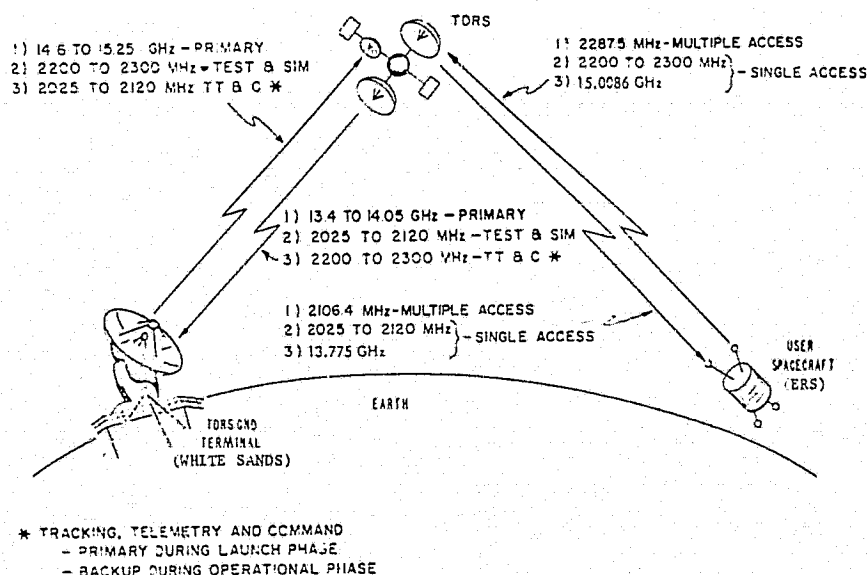 TDRS
1) 14.6 TO 15.25 GHz – PRIMARY
2) 2200 TO 2300 MHz – TEST & SIM
3) 2025 TO 2120 MHz TT & C *
1) 2287.5 MHz-MULTIPLE ACCESS
2) 2200 TO 2300 MHz
3) 15.0086 GHz
– SINGLE ACCESS
1) 13.4 TO 14.05 GHz – PRIMARY
2) 2025 TO 2120 MHz –TEST & SIM
3) 2200 TO 2300 MHz–TT & C *
1) 2106.4 MHz-MULTIPLE ACCESS
2) 2025 TO 2120 MHz
3) 13.775 GHz
– SINGLE ACCESS
USER
SPACECRAFT
(ERS)
EARTH
TDRS GND
TERMINAL
(WHITE SANDS)
* TRACKING, TELEMETRY AND COMMAND
– PRIMARY DURING LAUNCH PHASE
– BACKUP DURING OPERATIONAL PHASE